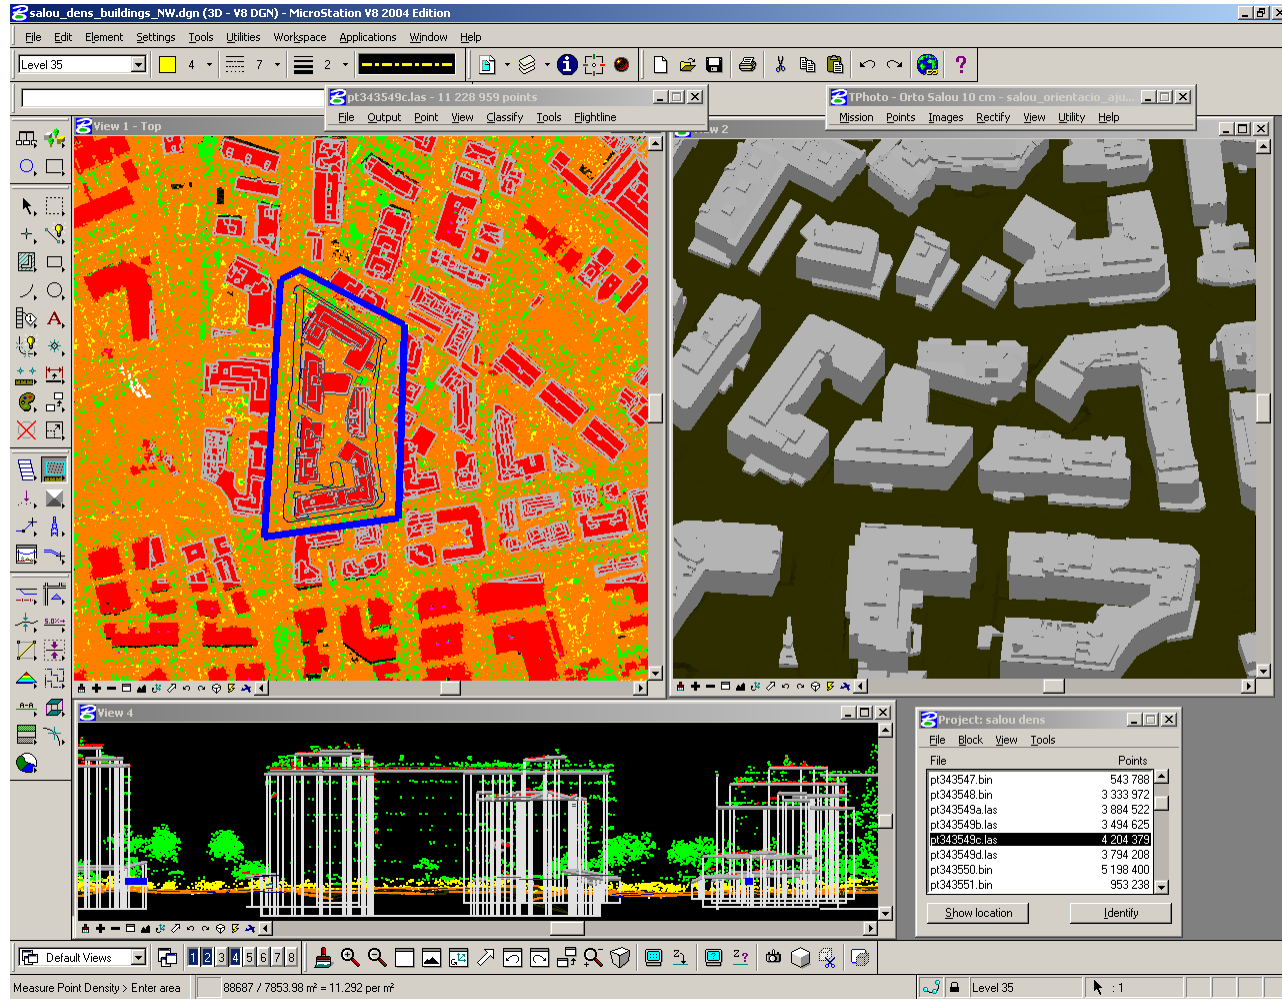 salou_dens_buildings_NW.dgn (3D - V8 DGN) - MicroStation V8 2004 Edition
File Edit Element Settings Tools Utilities Workspace Applications Window Help
Level 35 4 7 2
pt343549c.las - 11 228 959 points
File Output Point View Classify Tools Flightline
TPhoto - Orto Salou 10 cm - salou_orientacio_aju...
Mission Points Images Rectify View Utility Help
View 1 - Top
View 2
View 4
Project: salou dens
File Block View Tools
File Points
pt343547.bin 543 788
pt343548.bin 3 333 972
pt343549a.las 3 884 522
pt343549b.las 3 494 625
pt343549c.las 4 204 379
pt343549d.las 3 794 208
pt343550.bin 5 198 400
pt343551.bin 953 238
Show location Identify
Default Views 1 2 3 4 5 6 7 8
Measure Point Density > Enter area 88687 / 7853.98 m² = 11.292 per m² Level 35 : 1